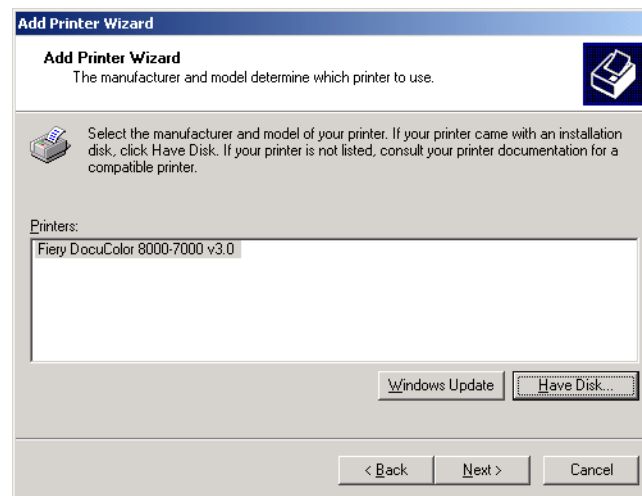 Add Printer Wizard
Add Printer Wizard
The manufacturer and model determine which printer to use.
Select the manufacturer and model of your printer. If your printer came with an installation
disk, click Have Disk. If your printer is not listed, consult your printer documentation for a
compatible printer.
Printers:
Fiery DocuColor 8000-7000 v3.0
Windows Update
Have Disk...
< Back
Next >
Cancel